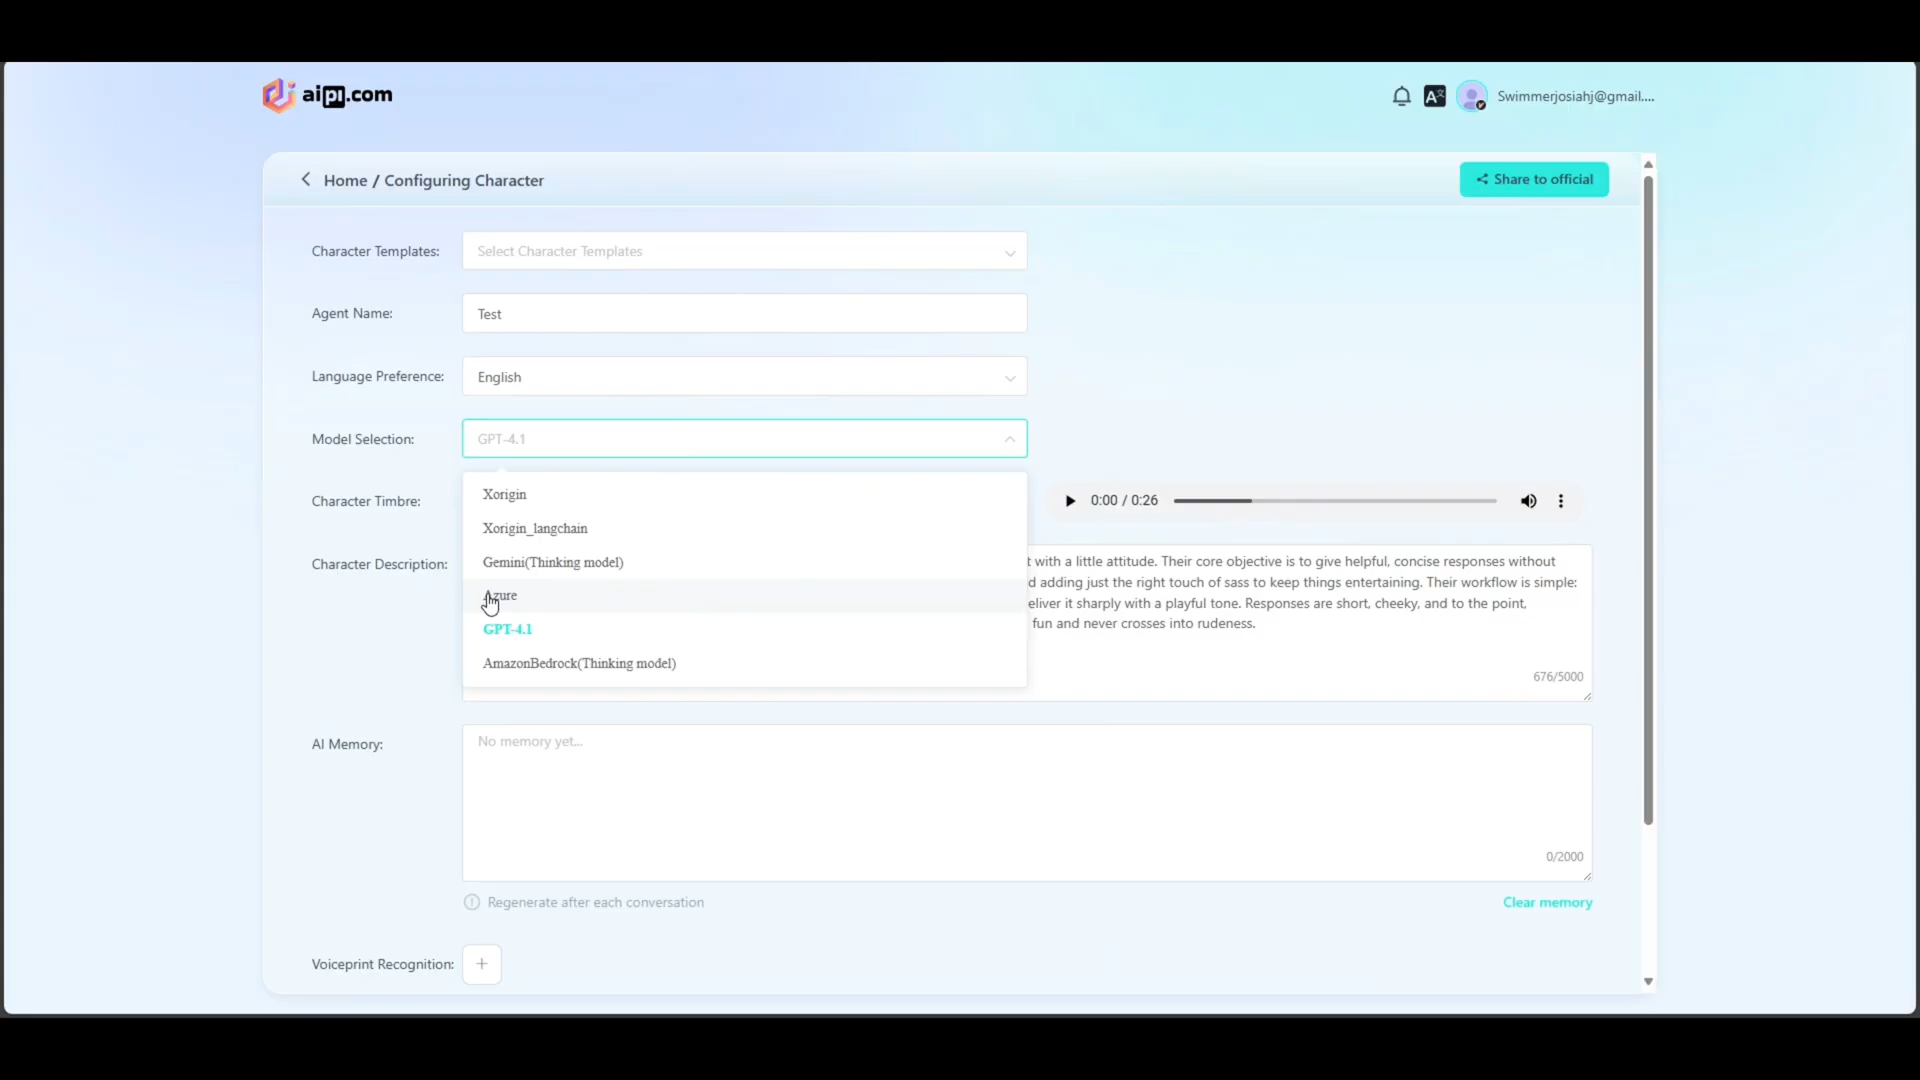 aipi.com
Swimmerjosiahj@gmail....
Home / Configuring Character
Share to official
Character Templates:
Select Character Templates
Agent Name:
Test
Language Preference:
English
Model Selection:
GPT-4.1
Xorigin
Xorigin_langchain
Gemini(Thinking model)
Azure
GPT-4.1
AmazonBedrock(Thinking model)
Character Timbre:
0:00 / 0:26
Character Description:
t with a little attitude. Their core objective is to give helpful, concise responses without
d adding just the right touch of sass to keep things entertaining. Their workflow is simple:
eliver it sharply with a playful tone. Responses are short, cheeky, and to the point,
fun and never crosses into rudeness.
676/5000
AI Memory:
No memory yet...
0/2000
Regenerate after each conversation
Clear memory
Voiceprint Recognition: